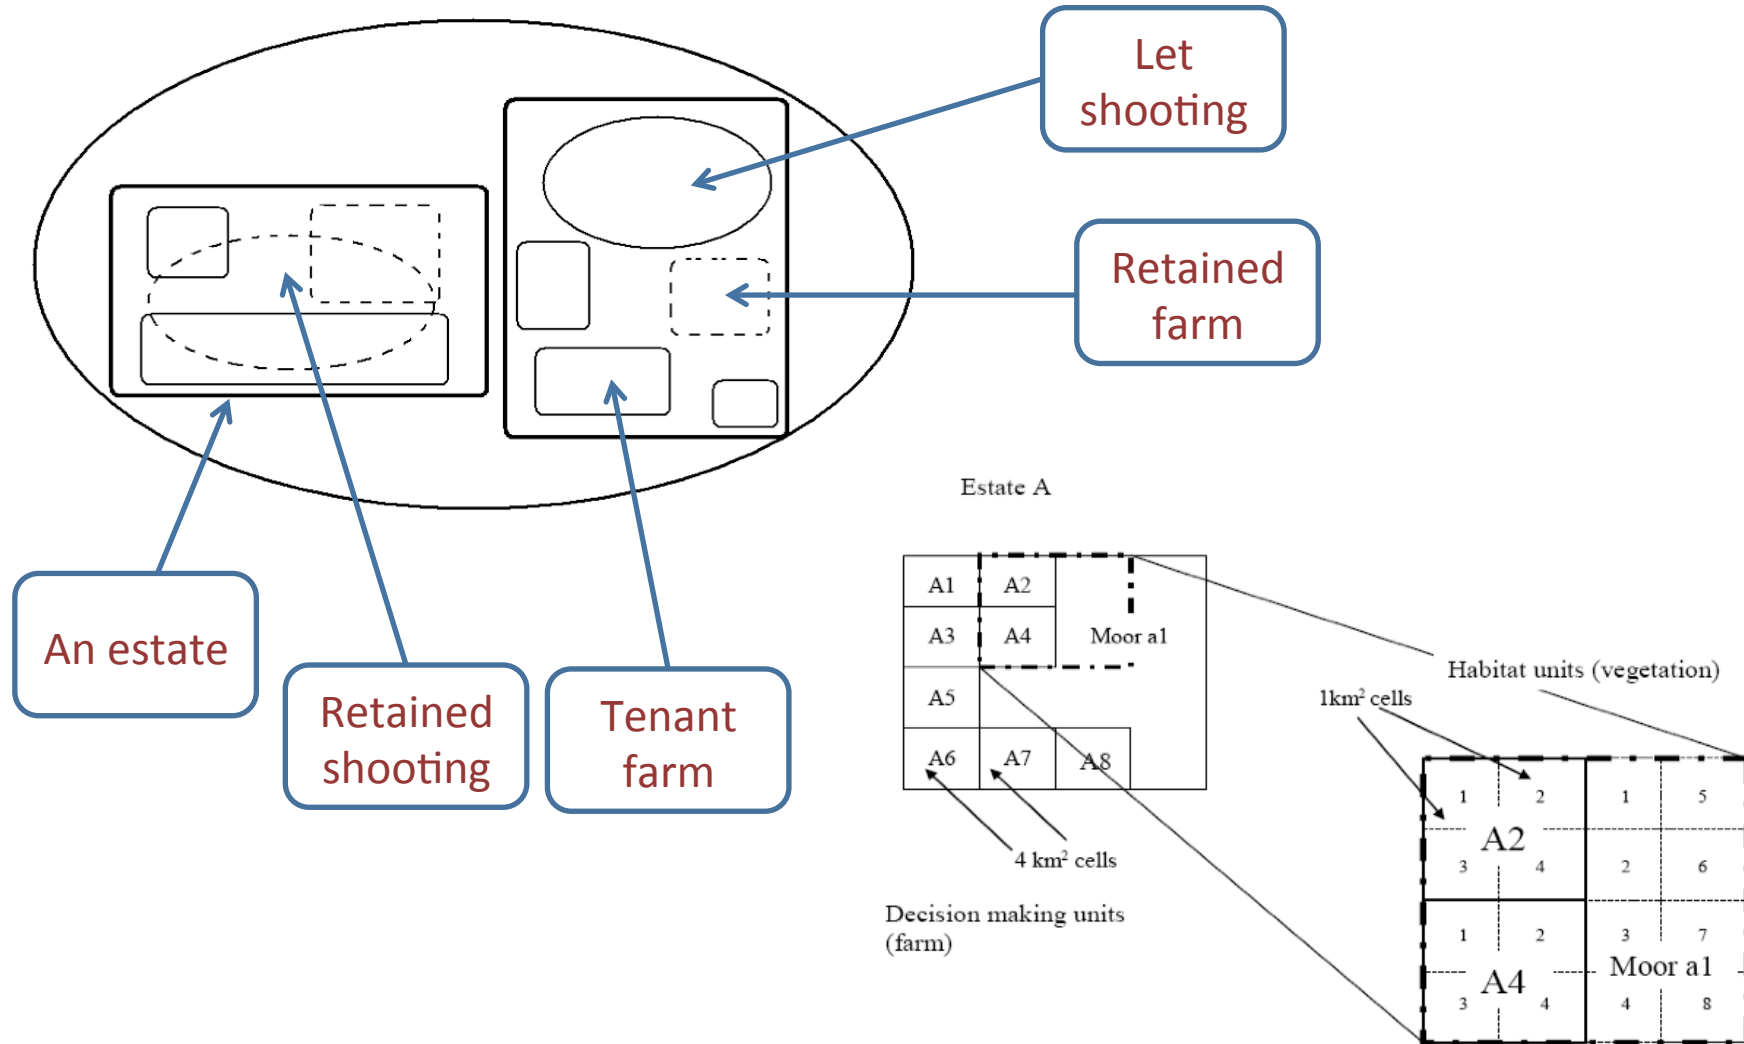 Let
shooting
Retained
farm
An estate
Retained
shooting
Tenant
farm
Estate A
A1 A2
A3 A4 Moor a1
A5
A6 A7 A8
4 km² cells
Decision making units
(farm)
Habitat units (vegetation)
1km² cells
1 2 1 5
A2
3 4 2 6
1 2 3 7
A4 Moor a1
3 4 4 8